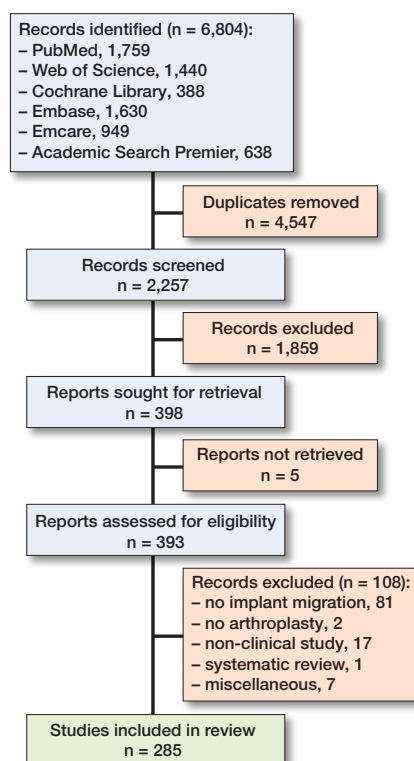 Records identified (n = 6,804):
– PubMed, 1,759
– Web of Science, 1,440
– Cochrane Library, 388
– Embase, 1,630
– Emcare, 949
– Academic Search Premier, 638
Duplicates removed
n = 4,547
Records screened
n = 2,257
Records excluded
n = 1,859
Reports sought for retrieval
n = 398
Reports not retrieved
n = 5
Reports assessed for eligibility
n = 393
Records excluded (n = 108):
– no implant migration, 81
– no arthroplasty, 2
– non-clinical study, 17
– systematic review, 1
– miscellaneous, 7
Studies included in review
n = 285